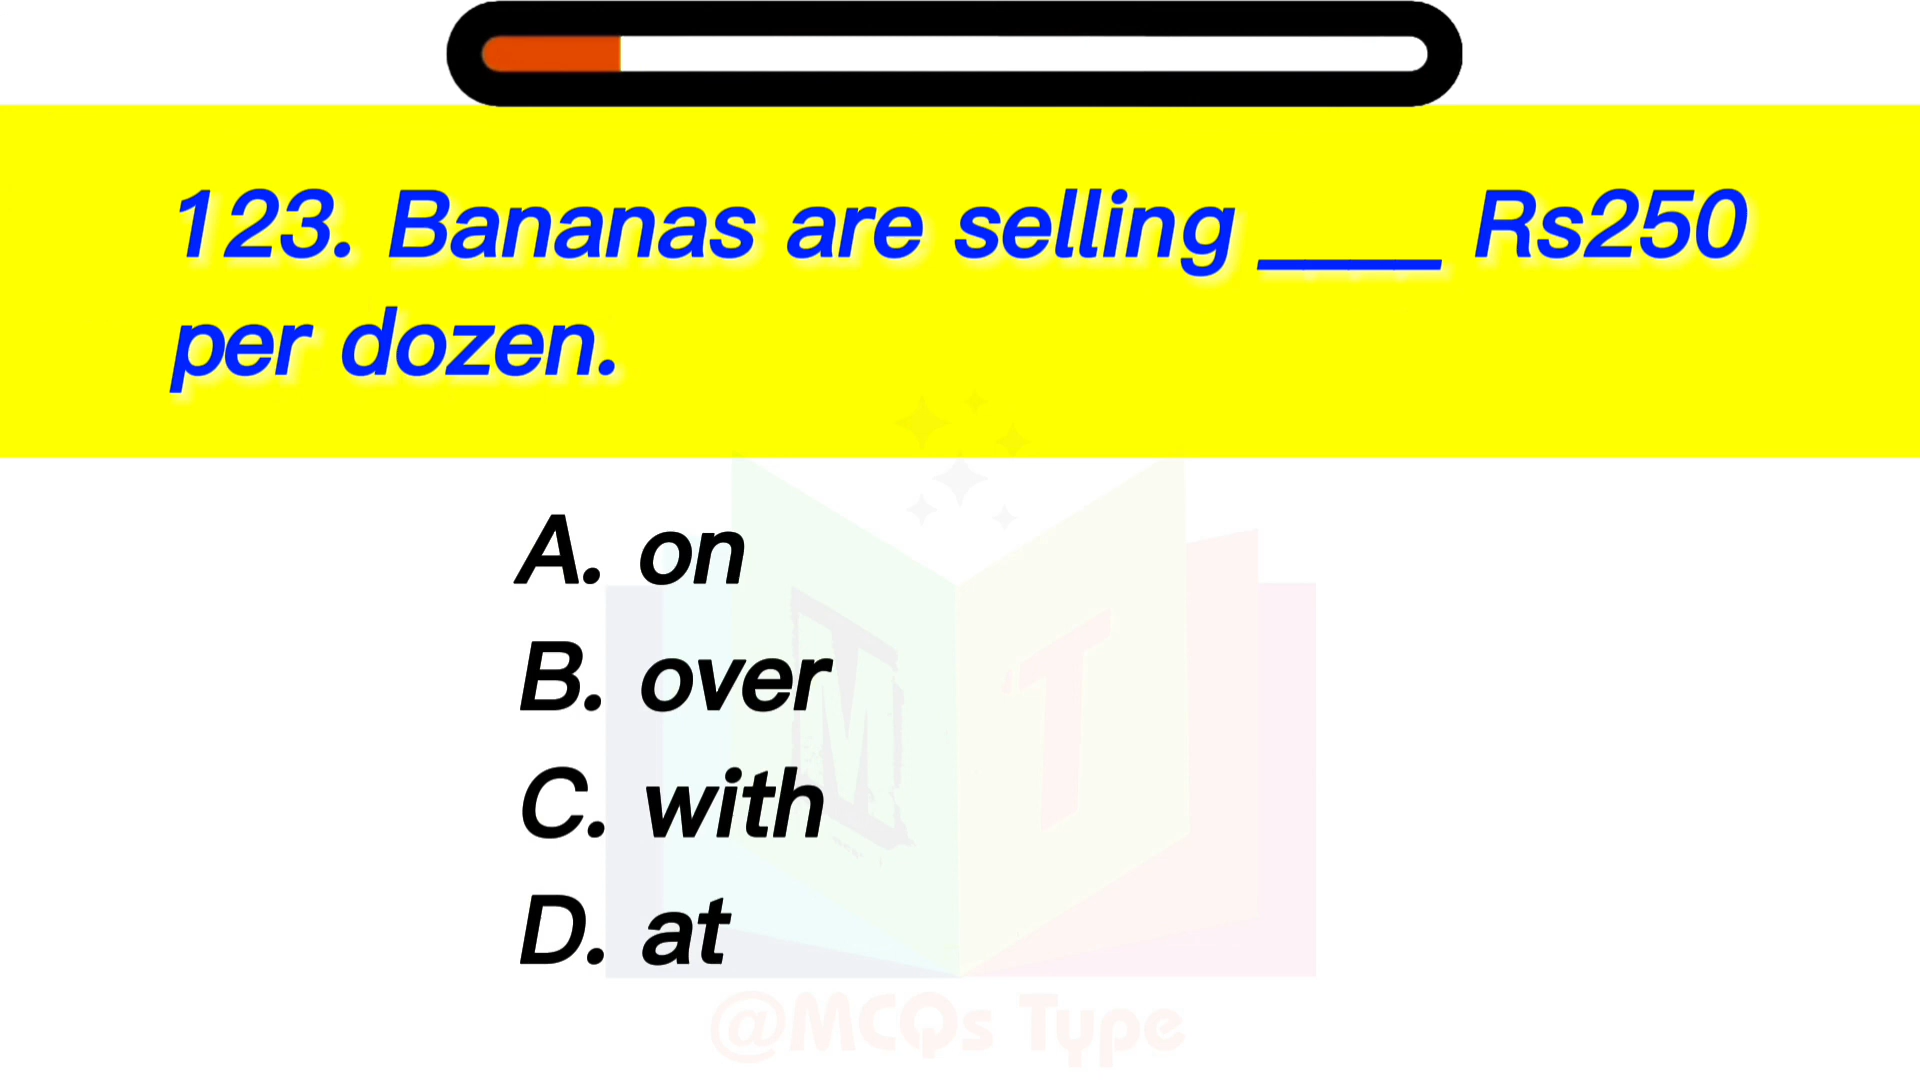 123. Bananas are selling ____ Rs250
per dozen.
A. on
B. over
C. with
D. at
M T
@MCQs Type